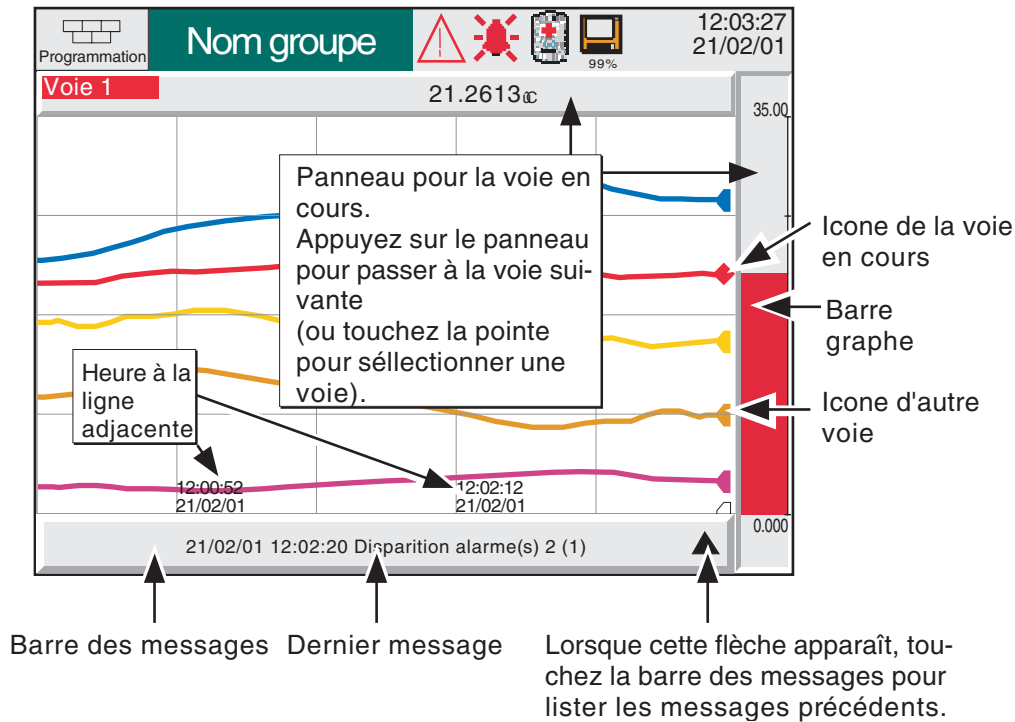 Programmation
Nom groupe
99%
12:03:27
21/02/01
Voie 1
21.2613ûC
35.00
Panneau pour la voie en
cours.
Appuyez sur le panneau
pour passer à la voie sui-
vante
(ou touchez la pointe
pour séllectionner une
voie).
Icone de la voie
en cours
Barre
graphe
Heure à la
ligne
adjacente
Icone d'autre
voie
12:00:52
21/02/01
12:02:12
21/02/01
0.000
21/02/01 12:02:20 Disparition alarme(s) 2 (1)
Barre des messages
Dernier message
Lorsque cette flèche apparaît, tou-
chez la barre des messages pour
lister les messages précédents.